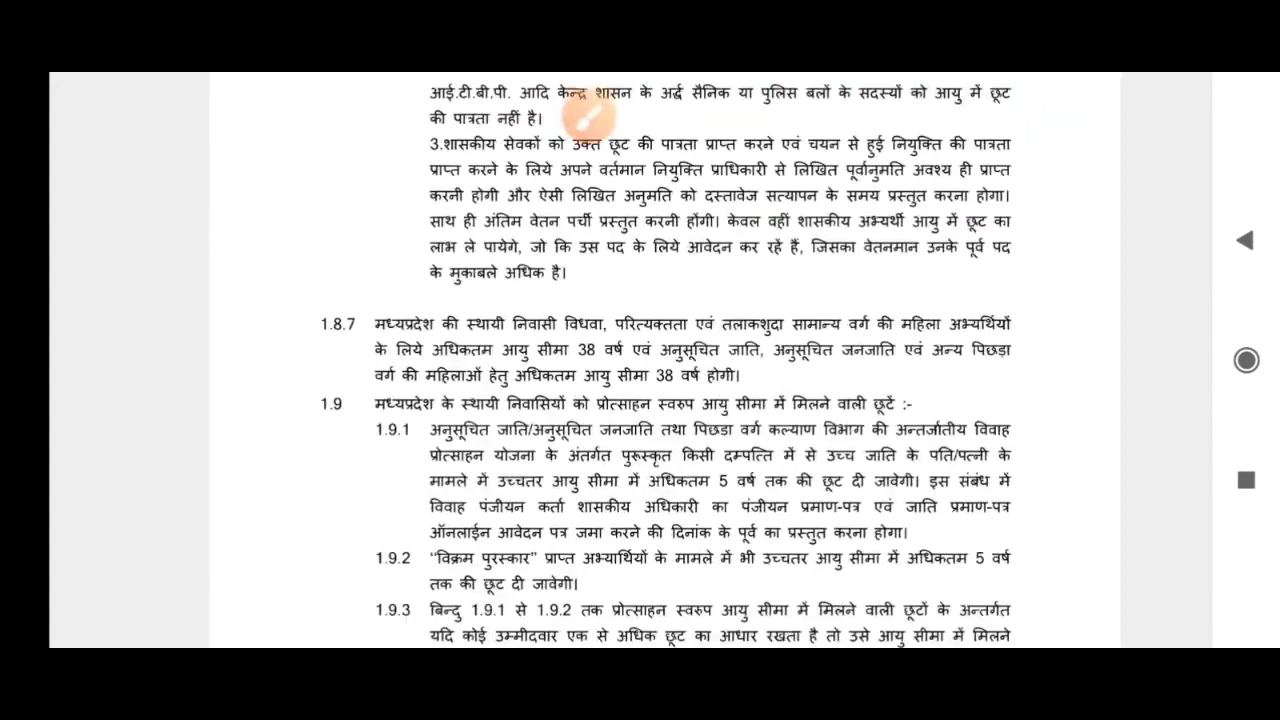 आई.टी.बी.पी. आदि केन्द्र शासन के अर्द्ध सैनिक या पुलिस बलों के सदस्यों को आयु में छूट
की पात्रता नहीं है।
3.शासकीय सेवकों को उक्त छूट की पात्रता प्राप्त करने एवं चयन से हुई नियुक्ति की पात्रता
प्राप्त करने के लिये अपने वर्तमान नियुक्ति प्राधिकारी से लिखित पूर्वानुमति अवश्य ही प्राप्त
करनी होगी और ऐसी लिखित अनुमति को दस्तावेज सत्यापन के समय प्रस्तुत करना होगा।
साथ ही अंतिम वेतन पर्ची प्रस्तुत करनी होंगी। केवल वहीं शासकीय अभ्यर्थी आयु में छूट का
लाभ ले पायेगे, जो कि उस पद के लिये आवेदन कर रहें हैं, जिसका वेतनमान उनके पूर्व पद
के मुकाबले अधिक है।
1.8.7 मध्यप्रदेश की स्थायी निवासी विधवा, परित्यक्तता एवं तलाकशुदा सामान्य वर्ग की महिला अभ्यर्थियों
के लिये अधिकतम आयु सीमा 38 वर्ष एवं अनुसूचित जाति, अनुसूचित जनजाति एवं अन्य पिछड़ा
वर्ग की महिलाओं हेतु अधिकतम आयु सीमा 38 वर्ष होगी।
1.9 मध्यप्रदेश के स्थायी निवासियों को प्रोत्साहन स्वरुप आयु सीमा में मिलने वाली छूटें :-
1.9.1 अनुसूचित जाति/अनुसूचित जनजाति तथा पिछडा वर्ग कल्याण विभाग की अन्तर्जातीय विवाह
प्रोत्साहन योजना के अंतर्गत पुरूस्कृत किसी दम्पत्ति में से उच्च जाति के पति/पत्नी के
मामले में उच्चतर आयु सीमा में अधिकतम 5 वर्ष तक की छूट दी जावेगी। इस संबंध में
विवाह पंजीयन कर्ता शासकीय अधिकारी का पंजीयन प्रमाण-पत्र एवं जाति प्रमाण-पत्र
ऑनलाईन आवेदन पत्र जमा करने की दिनांक के पूर्व का प्रस्तुत करना होगा।
1.9.2 “विक्रम पुरस्कार” प्राप्त अभ्यार्थियों के मामले में भी उच्चतर आयु सीमा में अधिकतम 5 वर्ष
तक की छूट दी जावेगी।
1.9.3 बिन्दु 1.9.1 से 1.9.2 तक प्रोत्साहन स्वरुप आयु सीमा में मिलने वाली छूटों के अन्तर्गत
यदि कोई उम्मीदवार एक से अधिक छूट का आधार रखता है तो उसे आयु सीमा में मिलने